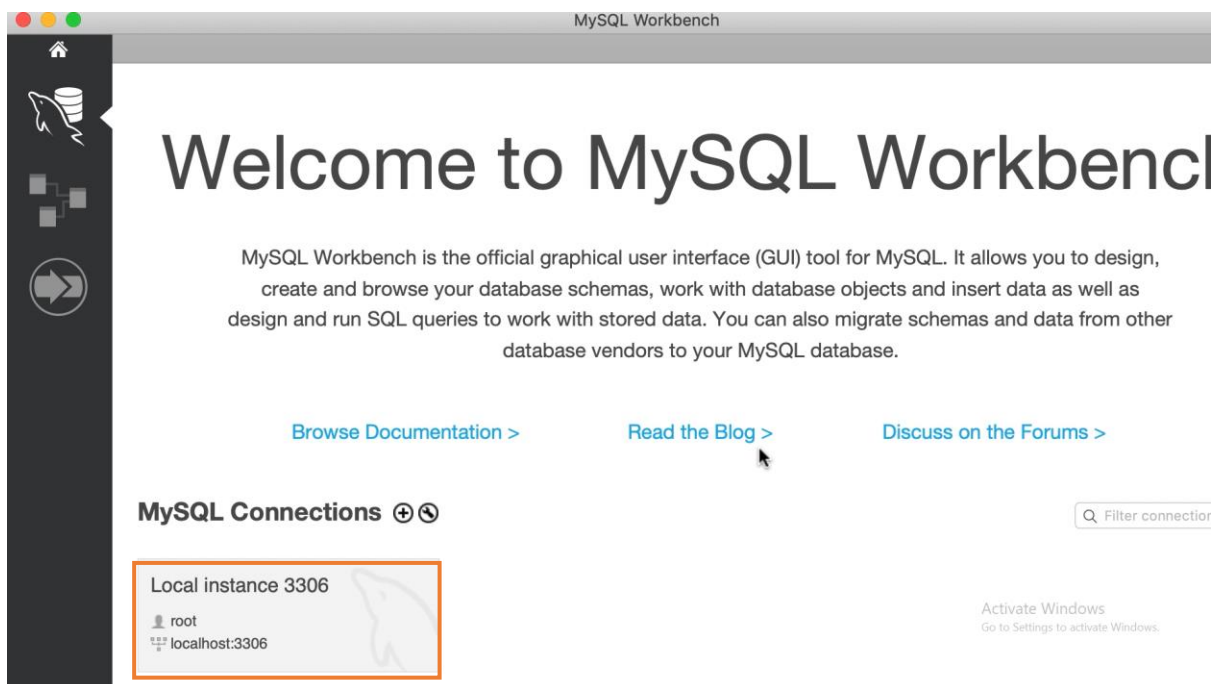 MySQL Workbench
Welcome to MySQL Workbench
MySQL Workbench is the official graphical user interface (GUI) tool for MySQL. It allows you to design,
create and browse your database schemas, work with database objects and insert data as well as
design and run SQL queries to work with stored data. You can also migrate schemas and data from other
database vendors to your MySQL database.
Browse Documentation > Read the Blog > Discuss on the Forums >
MySQL Connections
Filter connection
Local instance 3306
root
localhost:3306
Activate Windows
Go to Settings to activate Windows.